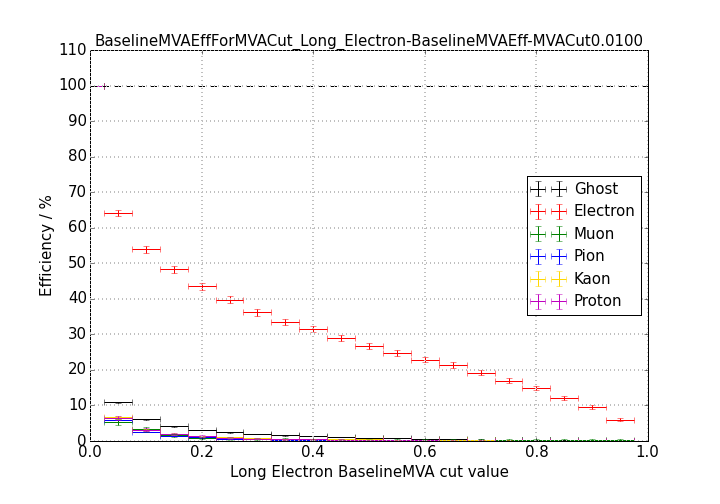 BaselineMVAEffForMVACut_Long_Electron-BaselineMVAEff-MVACut0.0100
110
100
90
80
70
60
50
40
30
20
10
0
Efficiency / %
Ghost
Electron
Muon
Pion
Kaon
Proton
0.0 0.2 0.4 0.6 0.8 1.0
Long Electron BaselineMVA cut value